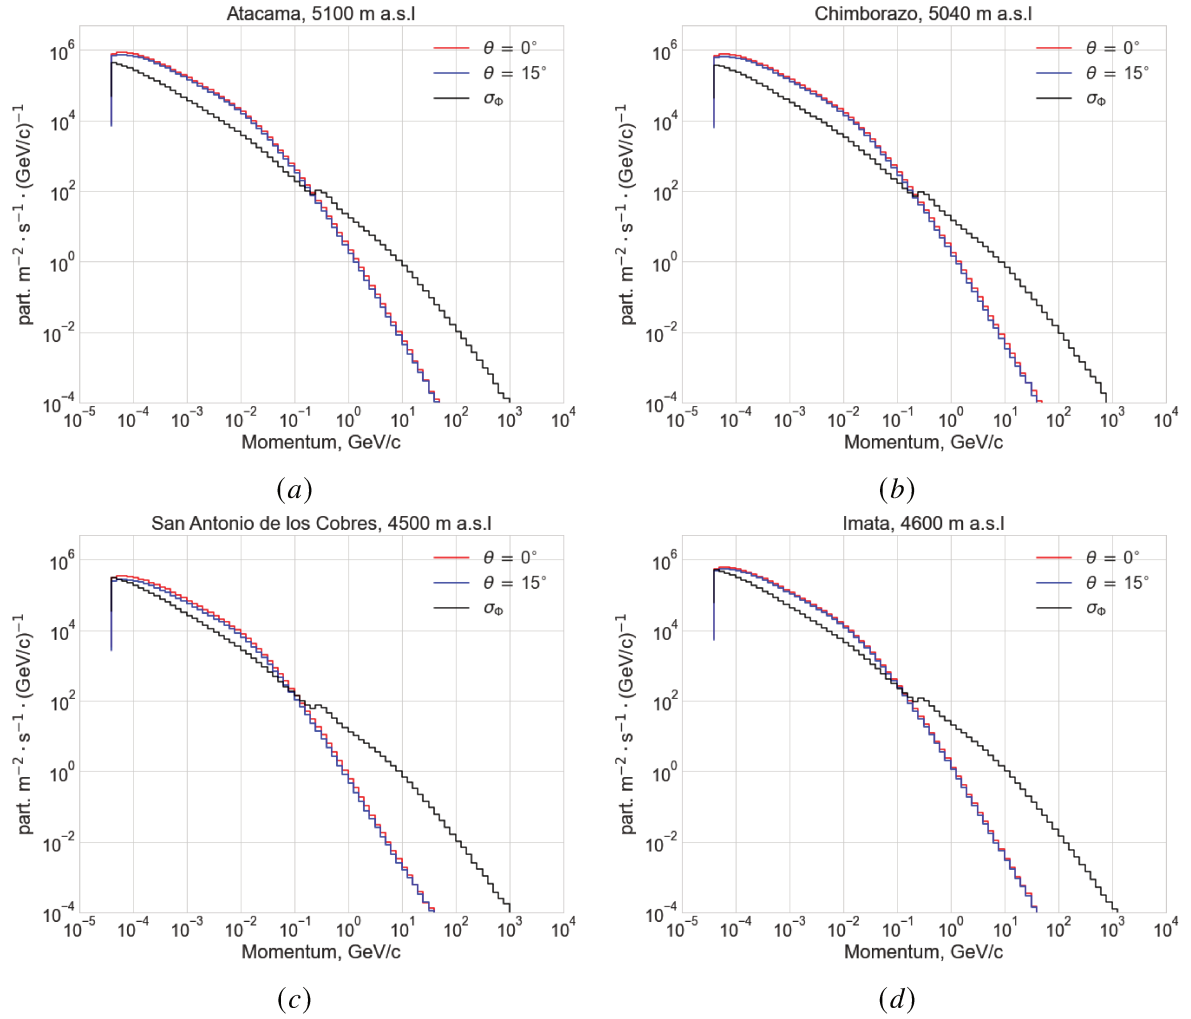 Atacama, 5100 m a.s.l
part. m⁻² · s⁻¹ · (GeV/c)⁻¹
10⁶
10⁴
10²
10⁰
10⁻²
10⁻⁴
θ = 0°
θ = 15°
σ_Φ
10⁻⁵ 10⁻⁴ 10⁻³ 10⁻² 10⁻¹ 10⁰ 10¹ 10² 10³ 10⁴
Momentum, GeV/c
(a)
Chimborazo, 5040 m a.s.l
part. m⁻² · s⁻¹ · (GeV/c)⁻¹
10⁶
10⁴
10²
10⁰
10⁻²
10⁻⁴
θ = 0°
θ = 15°
σ_Φ
10⁻⁵ 10⁻⁴ 10⁻³ 10⁻² 10⁻¹ 10⁰ 10¹ 10² 10³ 10⁴
Momentum, GeV/c
(b)
San Antonio de los Cobres, 4500 m a.s.l
part. m⁻² · s⁻¹ · (GeV/c)⁻¹
10⁶
10⁴
10²
10⁰
10⁻²
10⁻⁴
θ = 0°
θ = 15°
σ_Φ
10⁻⁵ 10⁻⁴ 10⁻³ 10⁻² 10⁻¹ 10⁰ 10¹ 10² 10³ 10⁴
Momentum, GeV/c
(c)
Imata, 4600 m a.s.l
part. m⁻² · s⁻¹ · (GeV/c)⁻¹
10⁶
10⁴
10²
10⁰
10⁻²
10⁻⁴
θ = 0°
θ = 15°
σ_Φ
10⁻⁵ 10⁻⁴ 10⁻³ 10⁻² 10⁻¹ 10⁰ 10¹ 10² 10³ 10⁴
Momentum, GeV/c
(d)